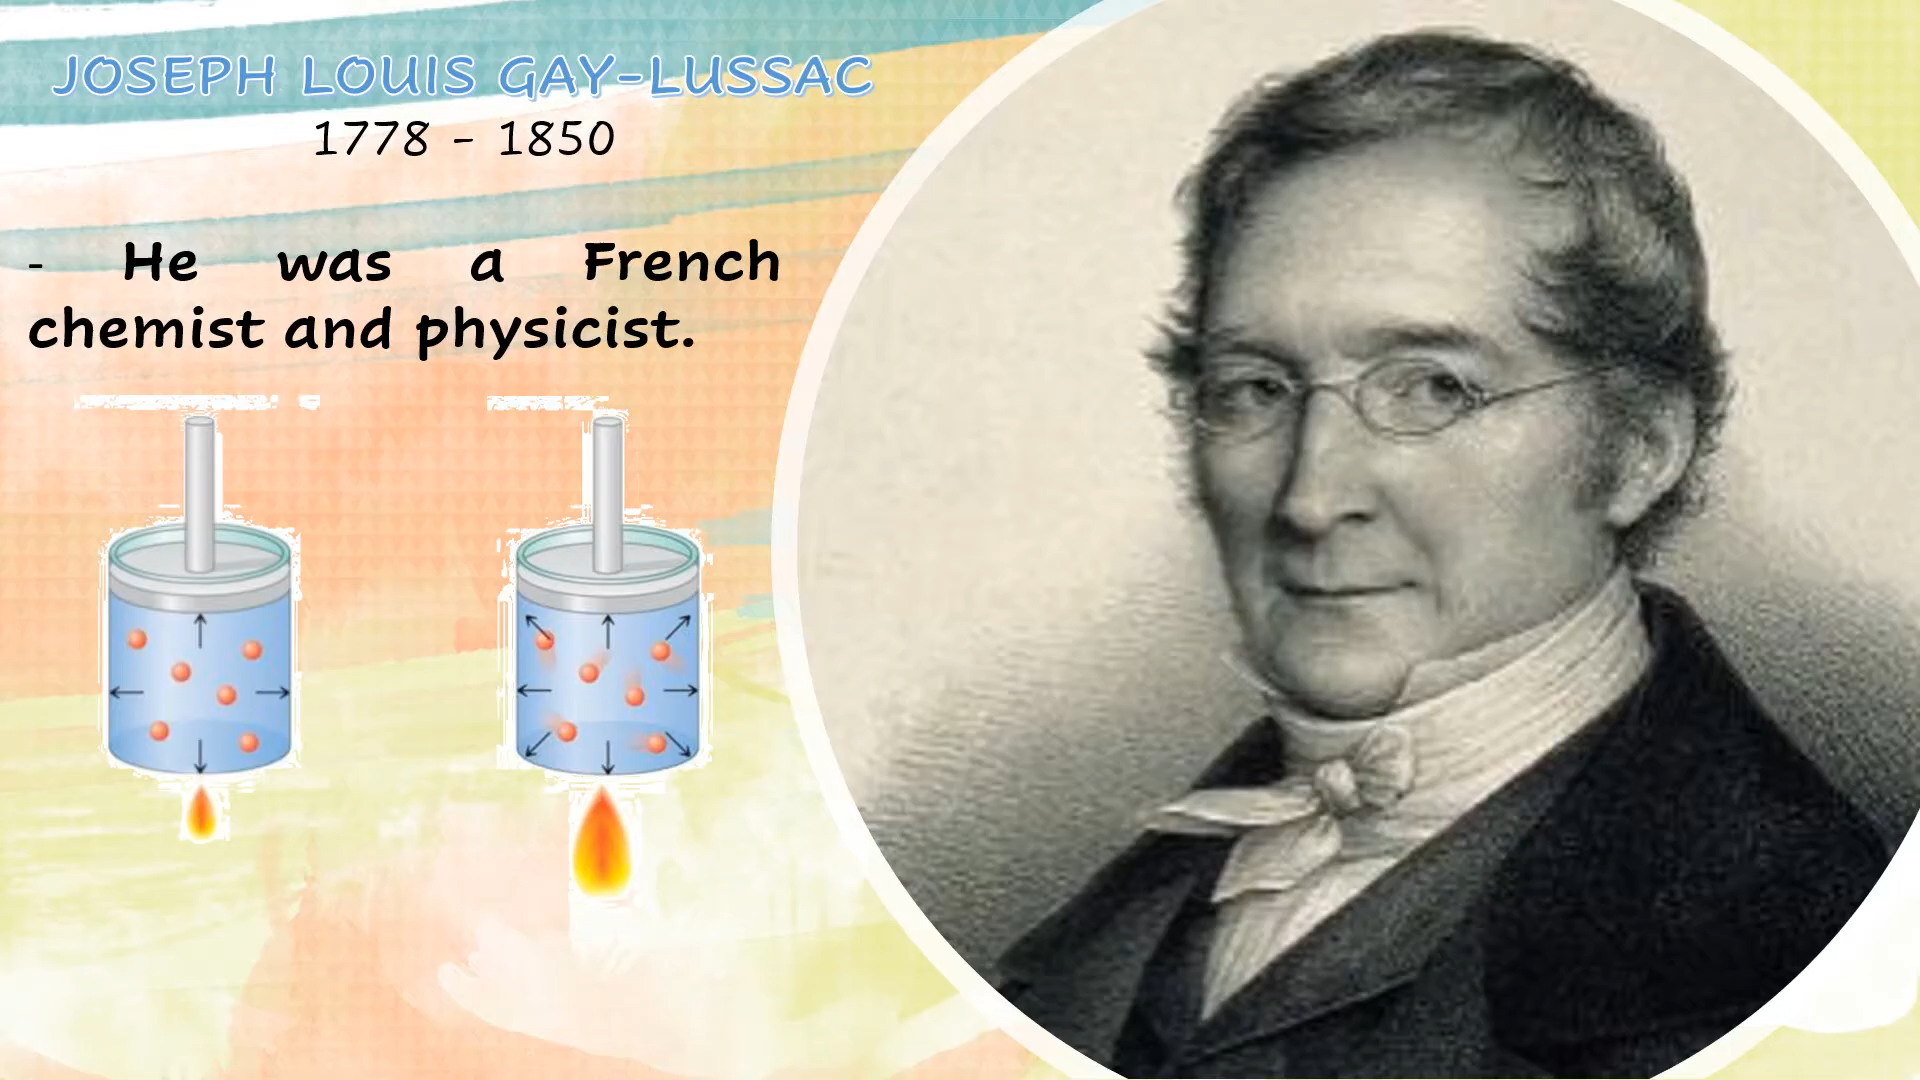 JOSEPH LOUIS GAY-LUSSAC
1778 - 1850
- He was a French
chemist and physicist.